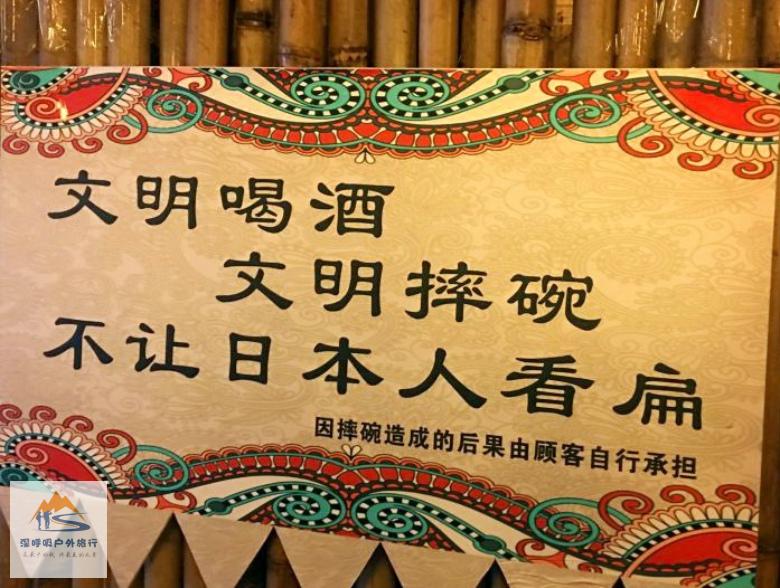 文明喝酒
文明摔碗
不让日本人看扁
因摔碗造成的后果由顾客自行承担
深呼吸户外旅行